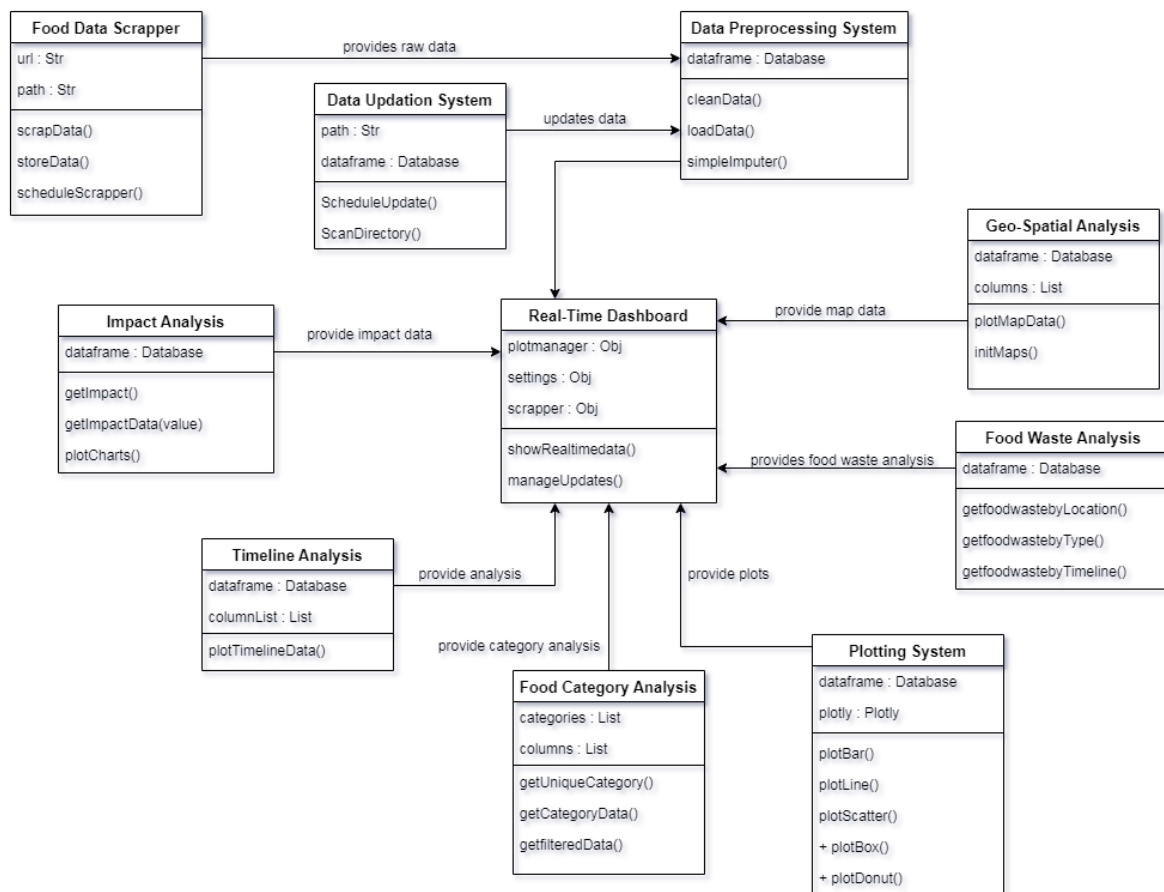 Food Data Scrapper
url : Str
path : Str
scrapData()
storeData()
scheduleScrapper()
provides raw data
Data Preprocessing System
dataframe : Database
cleanData()
loadData()
simpleImputer()
Data Updation System
path : Str
dataframe : Database
ScheduleUpdate()
ScanDirectory()
updates data
Geo-Spatial Analysis
dataframe : Database
columns : List
plotMapData()
initMaps()
provide map data
Real-Time Dashboard
plotmanager : Obj
settings : Obj
scrapper : Obj
showRealtimedata()
manageUpdates()
Impact Analysis
dataframe : Database
getImpact()
getImpactData(value)
plotCharts()
provide impact data
Food Waste Analysis
dataframe : Database
getfoodwastebyLocation()
getfoodwastebyType()
getfoodwastebyTimeline()
provides food waste analysis
Timeline Analysis
dataframe : Database
columnList : List
plotTimelineData()
provide analysis
provide category analysis
Food Category Analysis
categories : List
columns : List
getUniqueCategory()
getCategoryData()
getfilteredData()
provide plots
Plotting System
dataframe : Database
plotly : Plotly
plotBar()
plotLine()
plotScatter()
+ plotBox()
+ plotDonut()